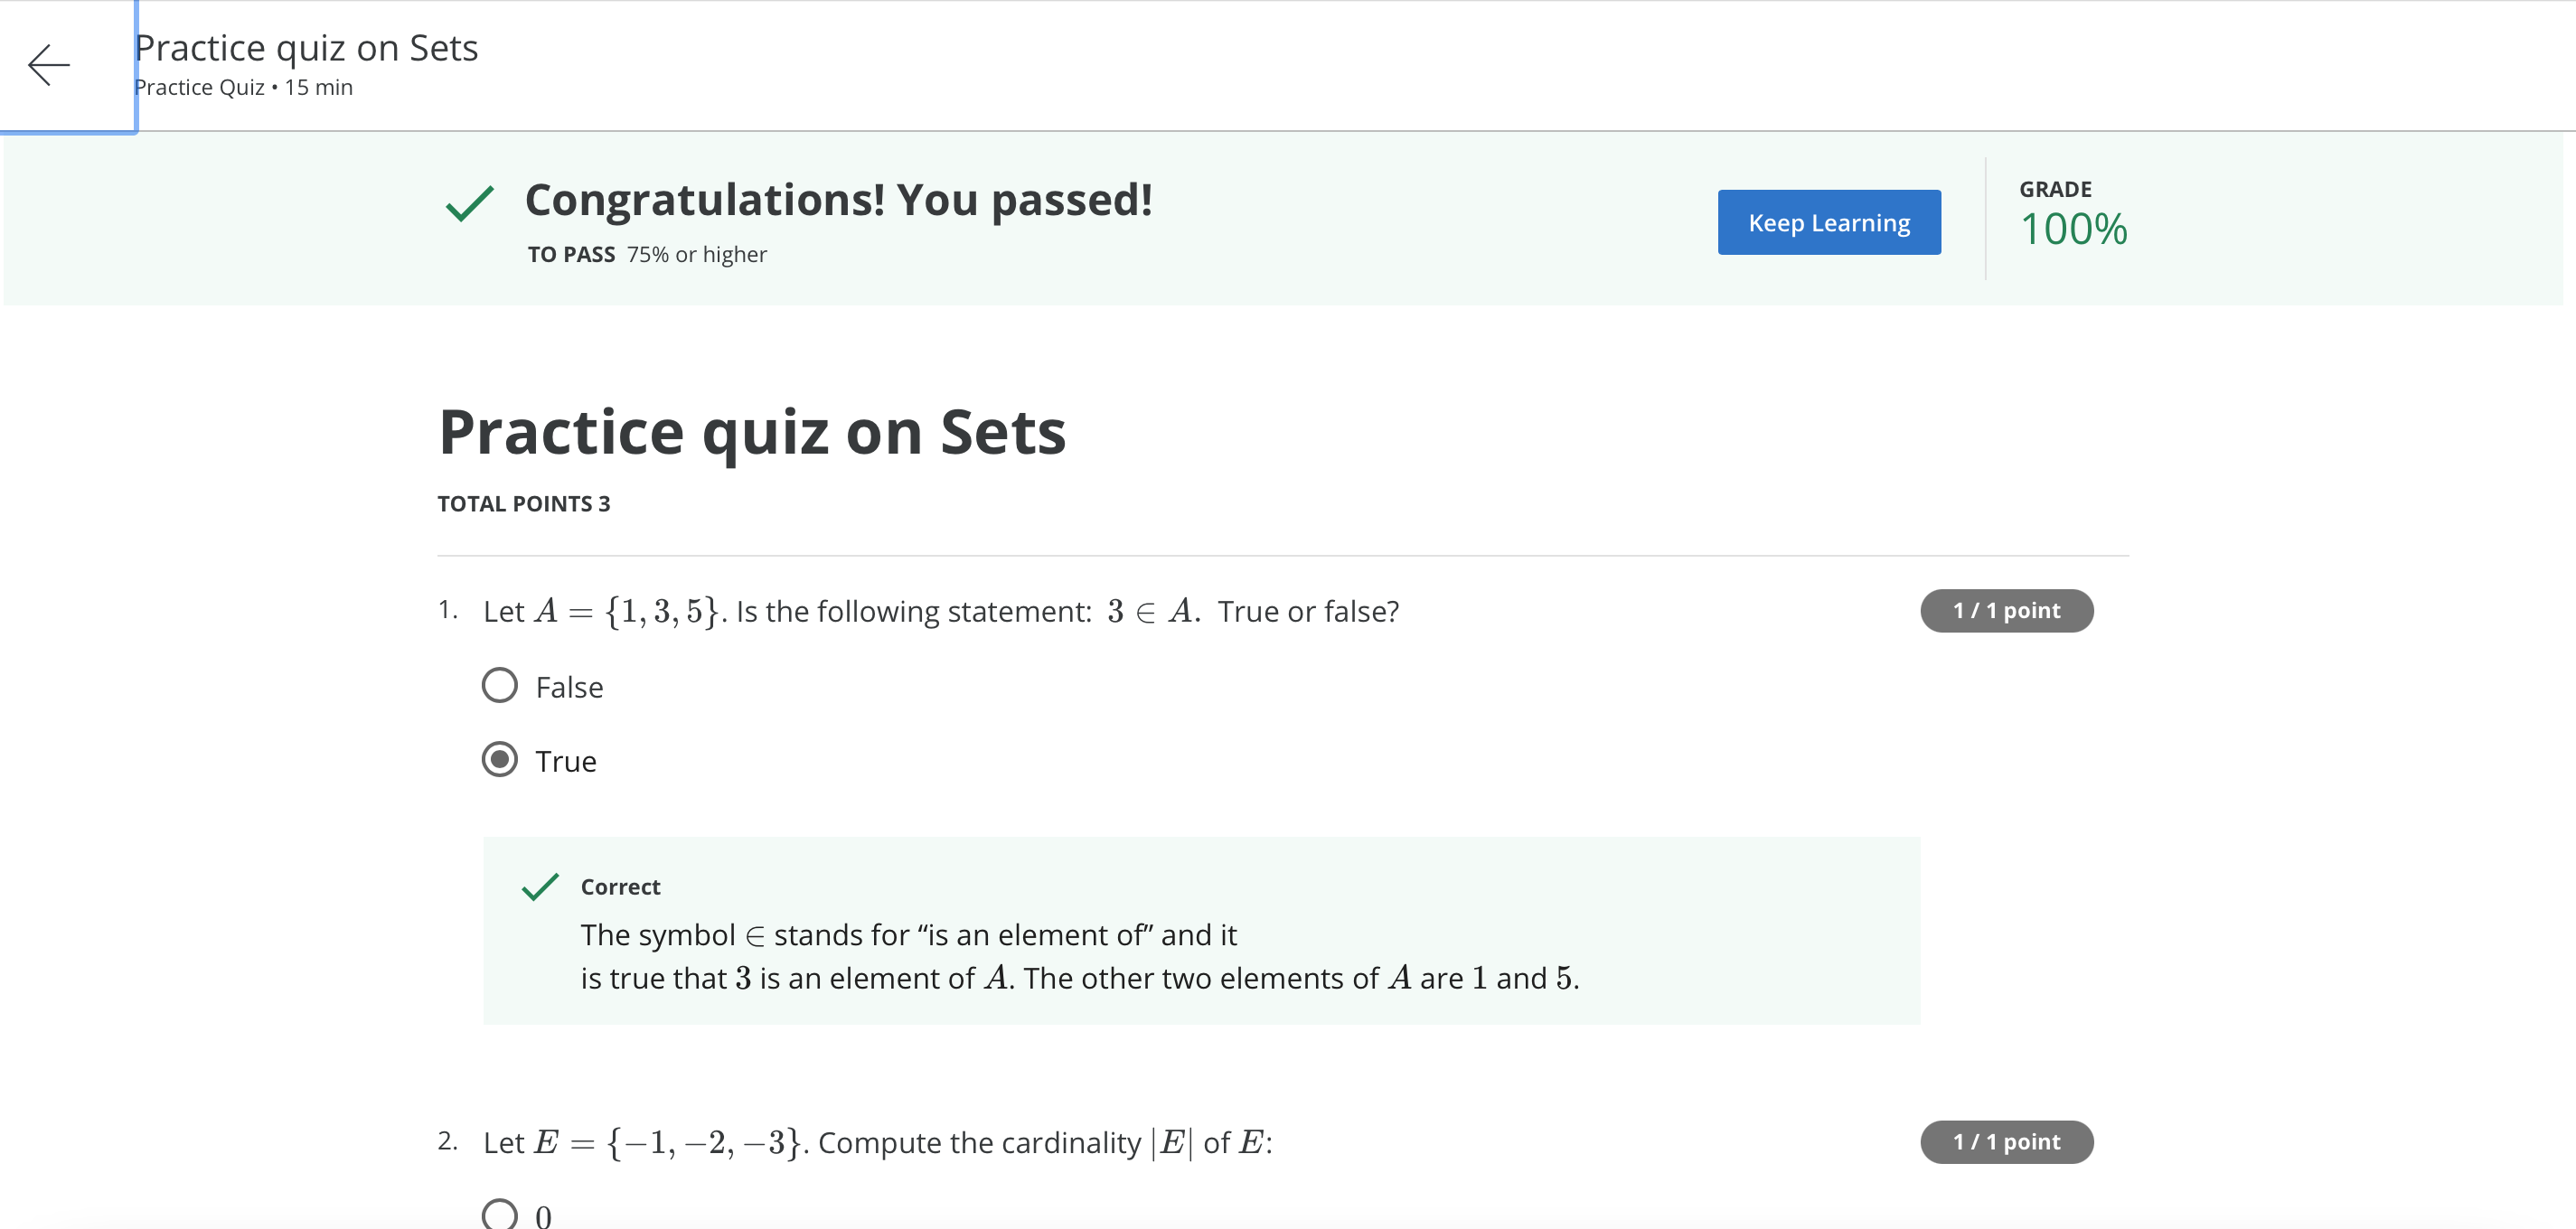 Practice quiz on Sets
Practice Quiz • 15 min
Congratulations! You passed!
TO PASS 75% or higher
Keep Learning
GRADE
100%
Practice quiz on Sets
TOTAL POINTS 3
1. Let A = {1, 3, 5}. Is the following statement: 3 ∈ A. True or false?
1 / 1 point
False
True
Correct
The symbol ∈ stands for “is an element of” and it
is true that 3 is an element of A. The other two elements of A are 1 and 5.
2. Let E = {−1, −2, −3}. Compute the cardinality |E| of E:
1 / 1 point
0